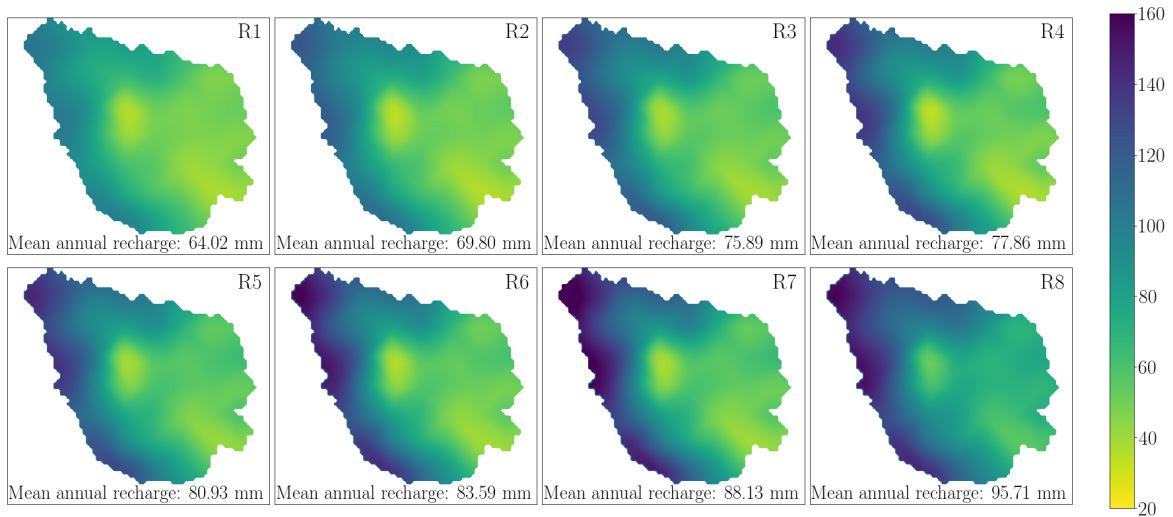 R1
Mean annual recharge: 64.02 mm
R2
Mean annual recharge: 69.80 mm
R3
Mean annual recharge: 75.89 mm
R4
Mean annual recharge: 77.86 mm
R5
Mean annual recharge: 80.93 mm
R6
Mean annual recharge: 83.59 mm
R7
Mean annual recharge: 88.13 mm
R8
Mean annual recharge: 95.71 mm
160
140
120
100
80
60
40
20